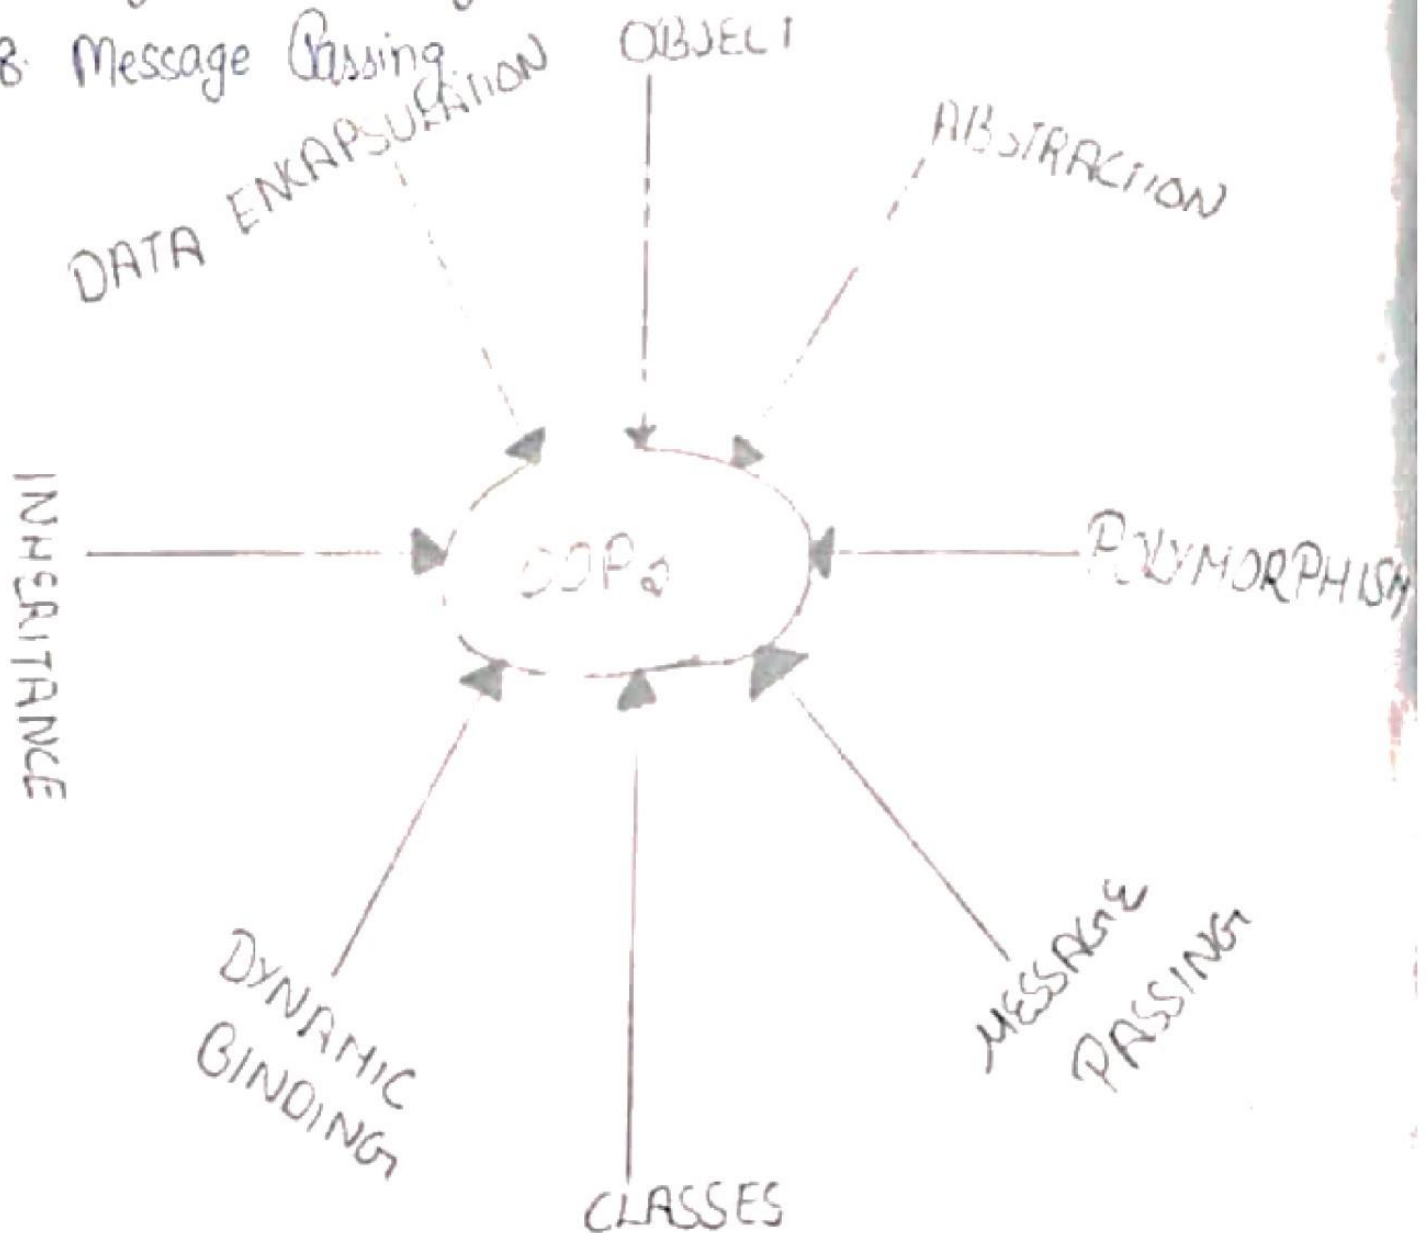 8. Message Passing
OBJECT
DATA ENKAPSULATION
ABSTRACTION
INHERITANCE
OOPs
POLYMORPHISM
DYNAMIC
BINDING
MESSAGE
PASSING
CLASSES